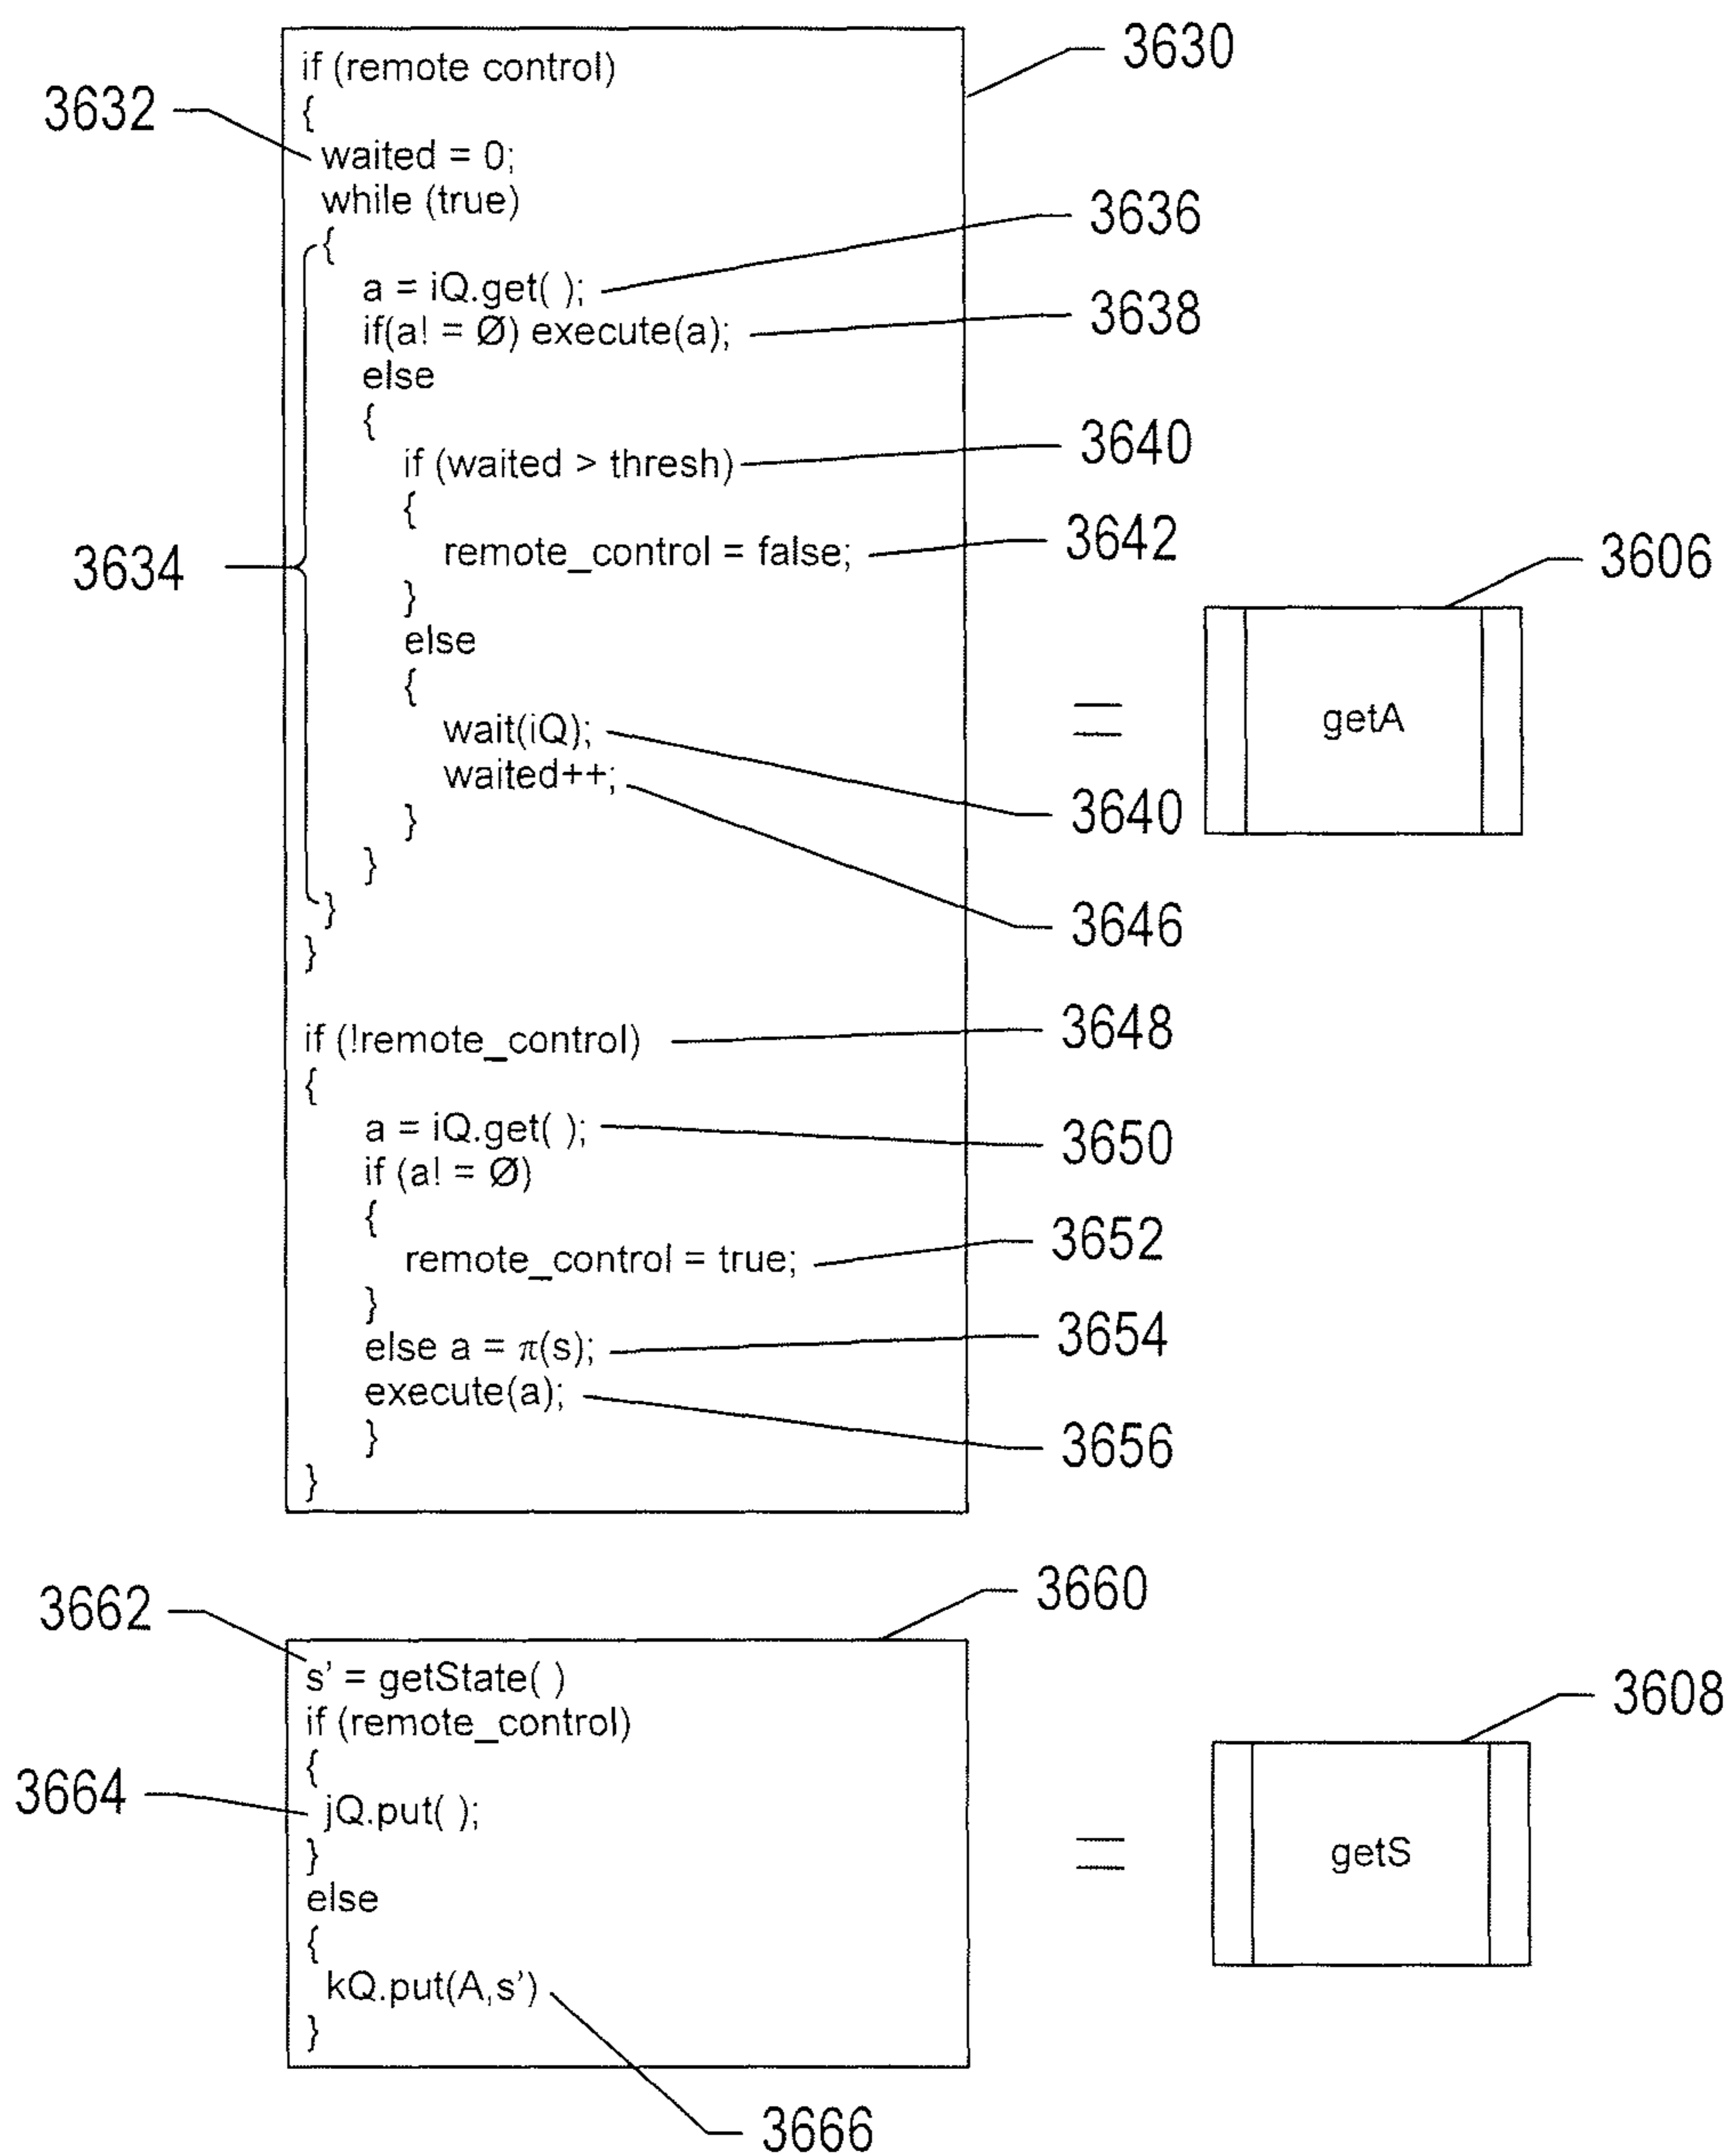 if (remote control)
3630
{
3632
waited = 0;
while (true)
{
3636
a = iQ.get( );
3638
if(a! = Ø) execute(a);
else
{
3640
if (waited > thresh)
{
3642
remote_control = false;
3634
3606
}
else
{
wait(iQ);
=
getA
waited++;
3640
}
}
3646
}
}
if (!remote_control)
3648
{
a = iQ.get( );
3650
if (a! = Ø)
{
3652
remote_control = true;
}
3654
else a = π(s);
execute(a);
3656
}
}
3660
3662
s' = getState( )
3608
if (remote_control)
{
3664
jQ.put( );
}
=
getS
else
{
kQ.put(A,s')
}
3666